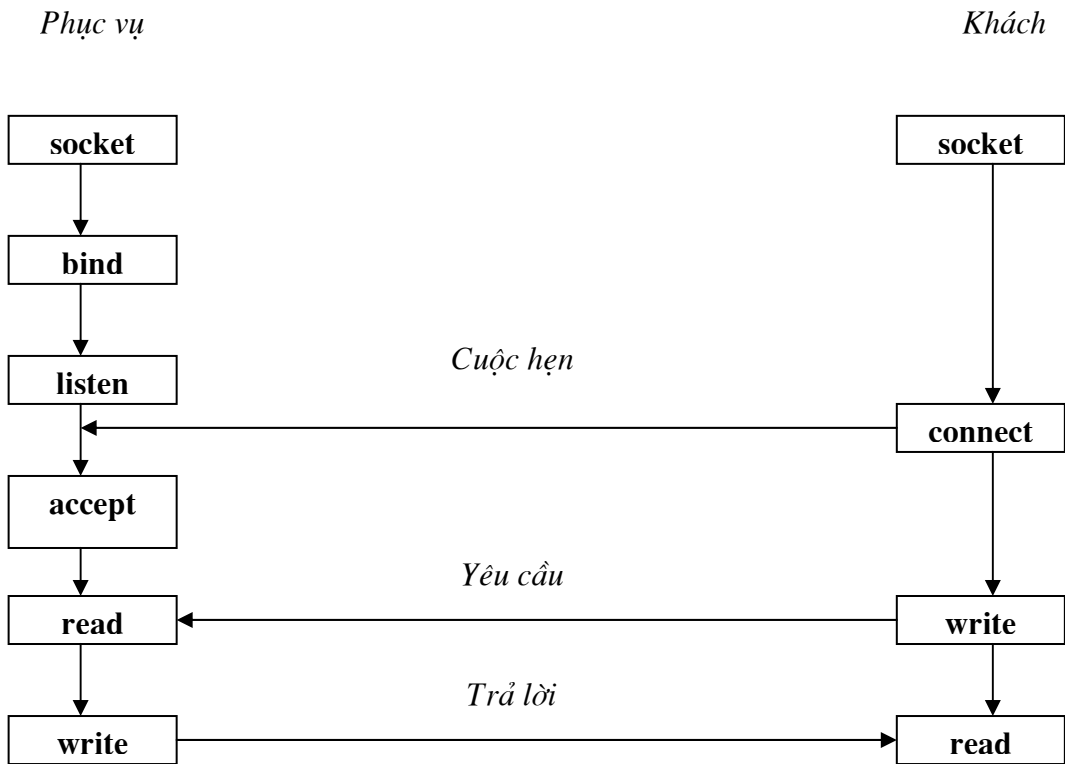 Phục vụ Khách
socket socket
bind
Cuộc hẹn
listen
connect
accept
Yêu cầu
read write
Trả lời
write read